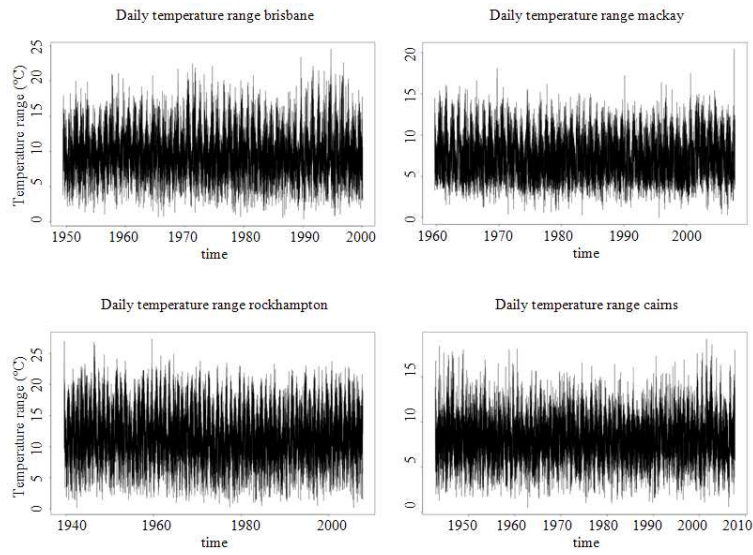 Daily temperature range brisbane
Temperature range (°C)
25
20
15
10
5
0
1950 1960 1970 1980 1990 2000
time
Daily temperature range mackay
20
15
10
5
0
1960 1970 1980 1990 2000
time
Daily temperature range rockhampton
Temperature range (°C)
25
20
15
10
5
0
1940 1960 1980 2000
time
Daily temperature range cairns
15
10
5
0
1950 1960 1970 1980 1990 2000 2010
time